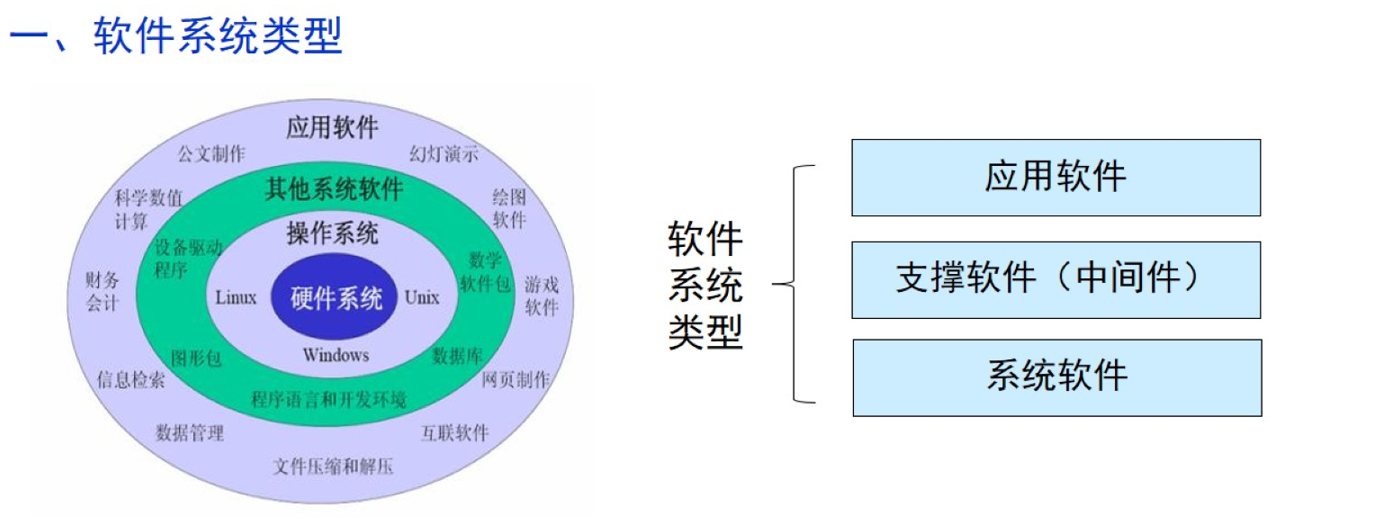 一、软件系统类型
应用软件
公文制作
幻灯演示
其他系统软件
科学数值
计算
绘图
软件
操作系统
设备驱动
程序
数学
软件包
财务
会计
Linux
硬件系统
Unix
游戏
软件
Windows
图形包
数据库
信息检索
网页制作
程序语言和开发环境
数据管理
互联软件
文件压缩和解压
软件
系统
类型
应用软件
支撑软件（中间件）
系统软件